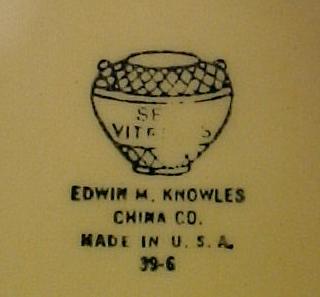 EDWIN M. KNOWLES
CHINA CO.
MADE IN U.S.A.
39-6